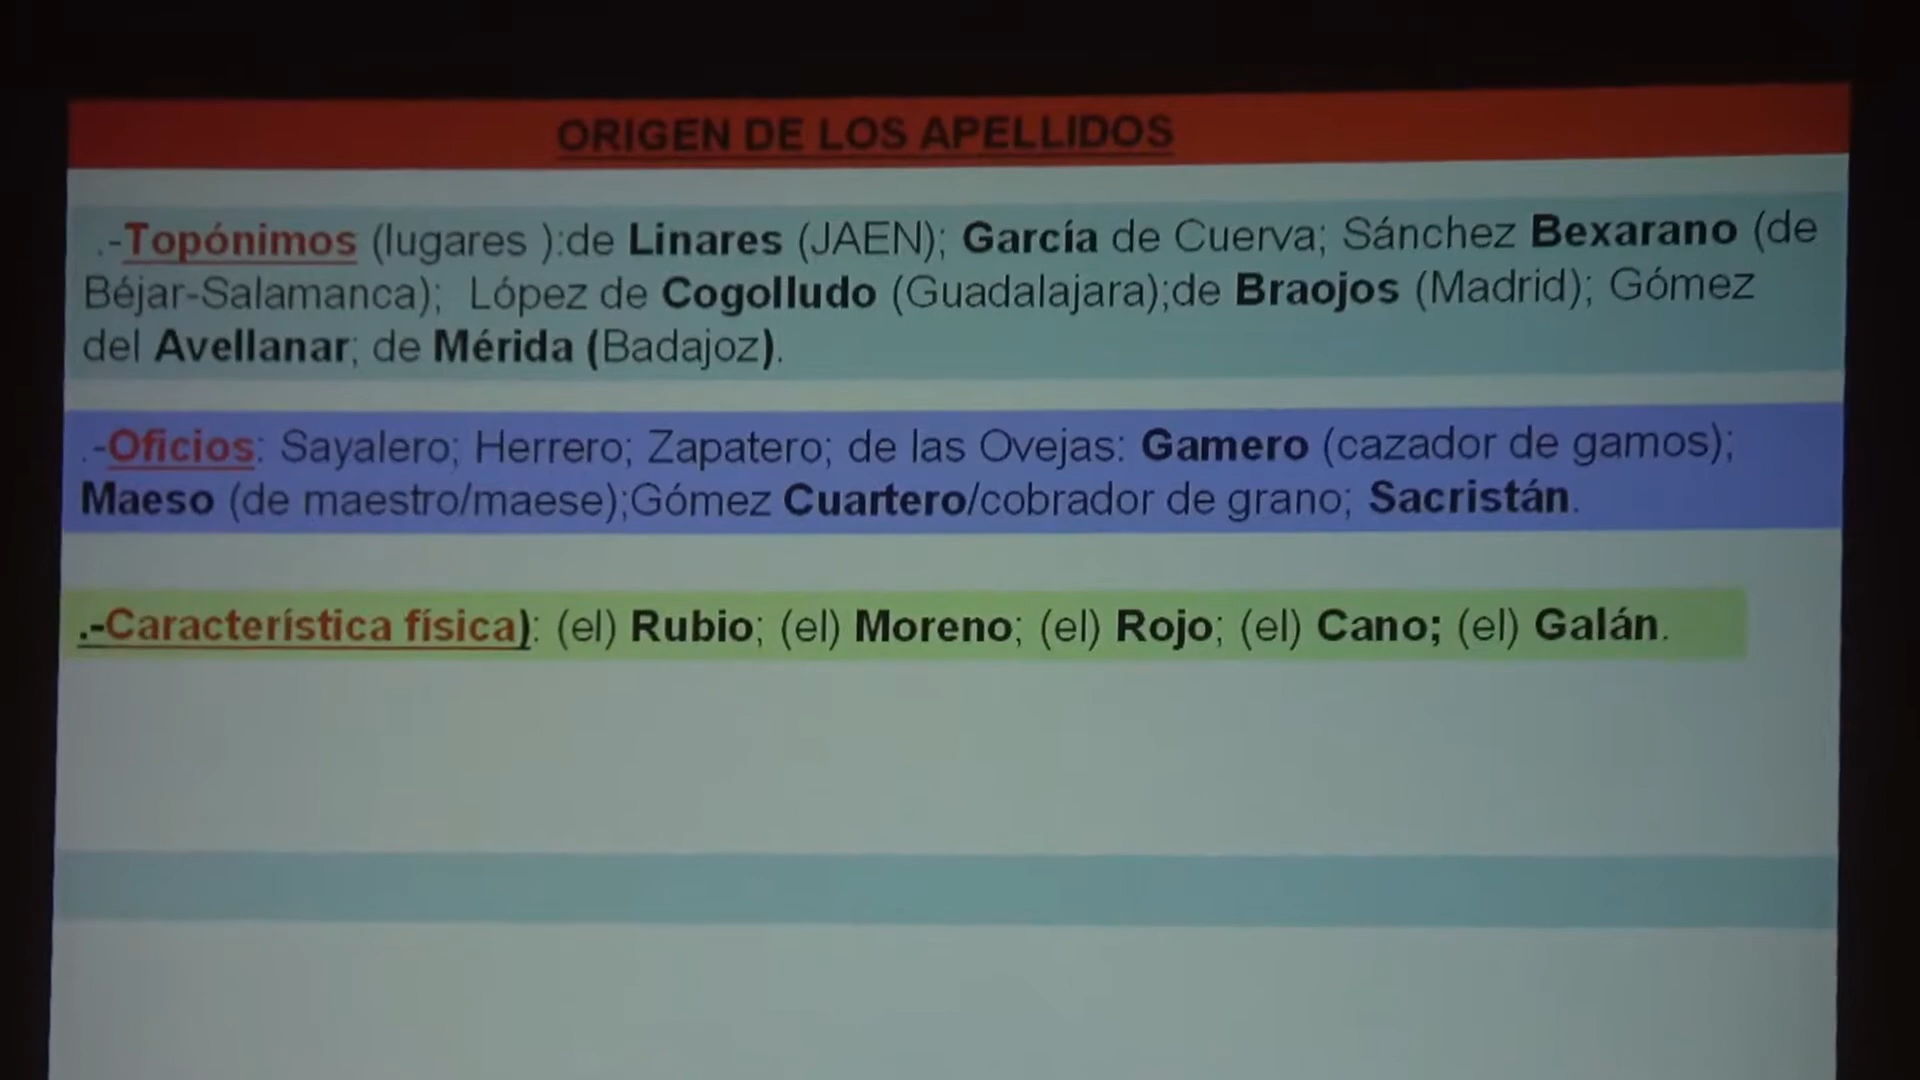 ORIGEN DE LOS APELLIDOS
.-Topónimos (lugares ):de Linares (JAEN); García de Cuerva; Sánchez Bexarano (de
Béjar-Salamanca); López de Cogolludo (Guadalajara);de Braojos (Madrid); Gómez
del Avellanar; de Mérida (Badajoz).
.-Oficios: Sayalero; Herrero; Zapatero; de las Ovejas: Gamero (cazador de gamos);
Maeso (de maestro/maese);Gómez Cuartero/cobrador de grano; Sacristán.
.-Característica física): (el) Rubio; (el) Moreno; (el) Rojo; (el) Cano; (el) Galán.